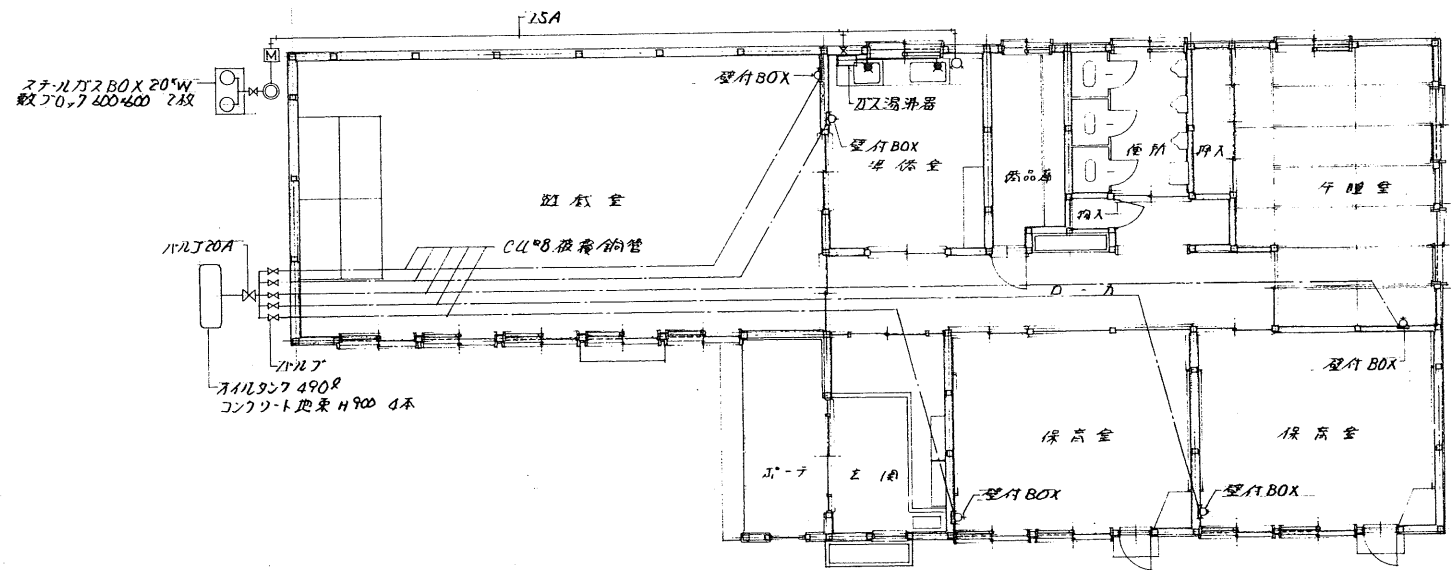 15A
M
スチールガスBOX 20ᵏW
敷ブロック 600×600 2枚
壁付BOX
ガス湯沸器
壁付BOX
準備室
遊戯室
備品庫
便所
押入
押入
午睡室
バルブ20A
CU ⁸ 被覆銅管
ローカ
バルブ
オイルタンク 490ℓ
コンクリート地束 H900 4本
壁付BOX
ポーチ
玄関
保育室
保育室
壁付BOX
壁付BOX